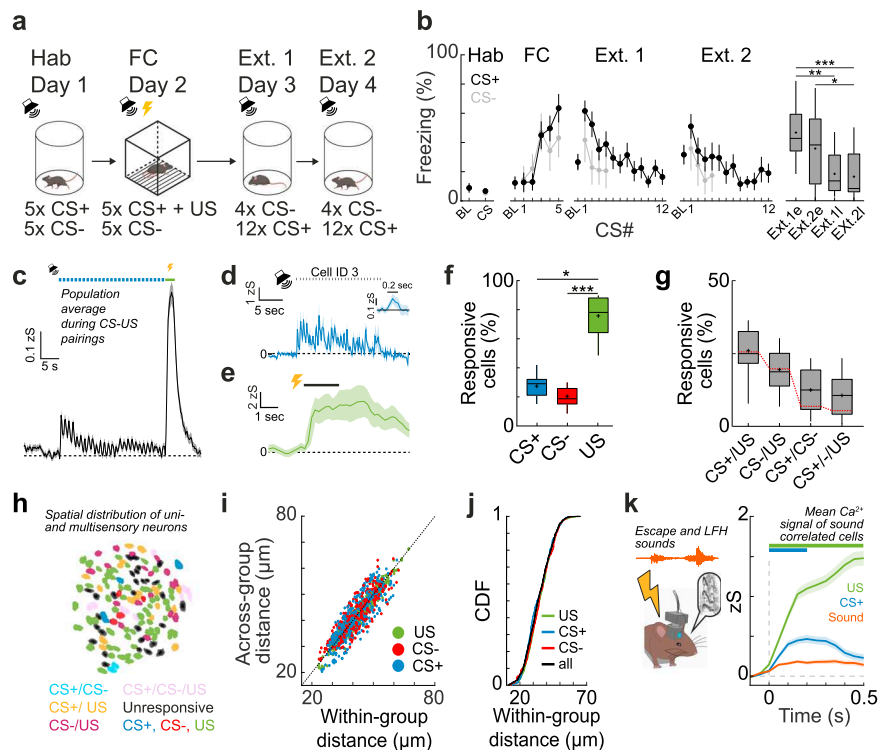 a
Hab
Day 1
FC
Day 2
Ext. 1
Day 3
Ext. 2
Day 4
5x CS+
5x CS-
5x CS+ + US
5x CS-
4x CS-
12x CS+
4x CS-
12x CS+
b
Hab
FC
Ext. 1
Ext. 2
CS+
CS-
100
Freezing (%)
0
BL
CS
BL
1
5
BL
1
12
BL
1
12
CS#
***
**
*
Ext.1e
Ext.2e
Ext.1l
EXt.2l
c
Population
average
during CS-US
pairings
0.1 zS
5 s
d
Cell ID 3
1 zS
5 sec
0.2 sec
0.1 zS
0
e
2 zS
1 sec
0
f
100
Responsive
cells (%)
0
*
***
CS+
CS-
US
g
50
Responsive
cells (%)
0
CS+/US
CS-/US
CS+/CS-
CS+/-/US
h
Spatial distribution of uni-
and multisensory neurons
CS+/CS-
CS+/CS-/US
CS+/ US
Unresponsive
CS-/US
CS+, CS-, US
i
80
Across-group
distance (µm)
20
US
CS-
CS+
15
70
Within-group
distance (µm)
j
1
CDF
0
US
CS+
CS-
all
15
70
Within-group
distance (µm)
k
Escape and LFH
sounds
Mean Ca²⁺
signal of sound
correlated cells
2
zS
0
US
CS+
Sound
0
0.5
Time (s)